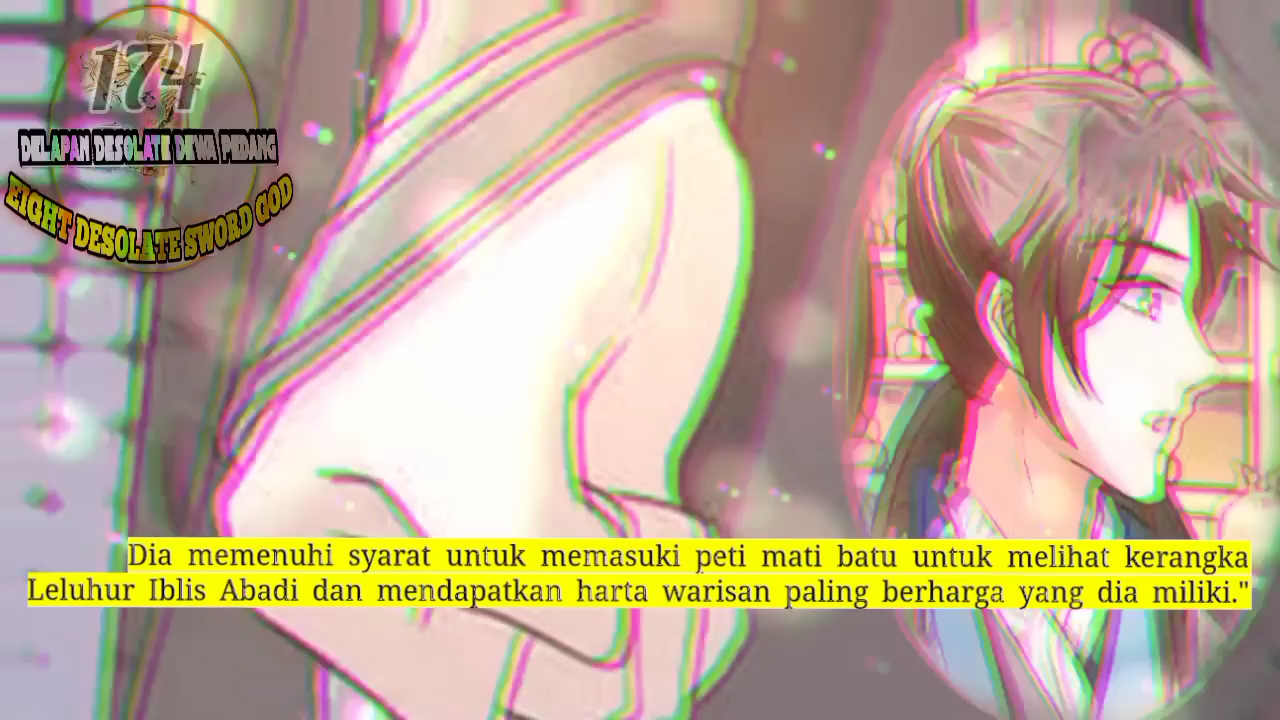 174
DELAPAN DESOLATE DEWA PEDANG
EIGHT DESOLATE SWORD GOD
Dia memenuhi syarat untuk memasuki peti mati batu untuk melihat kerangka
Leluhur Iblis Abadi dan mendapatkan harta warisan paling berharga yang dia miliki."